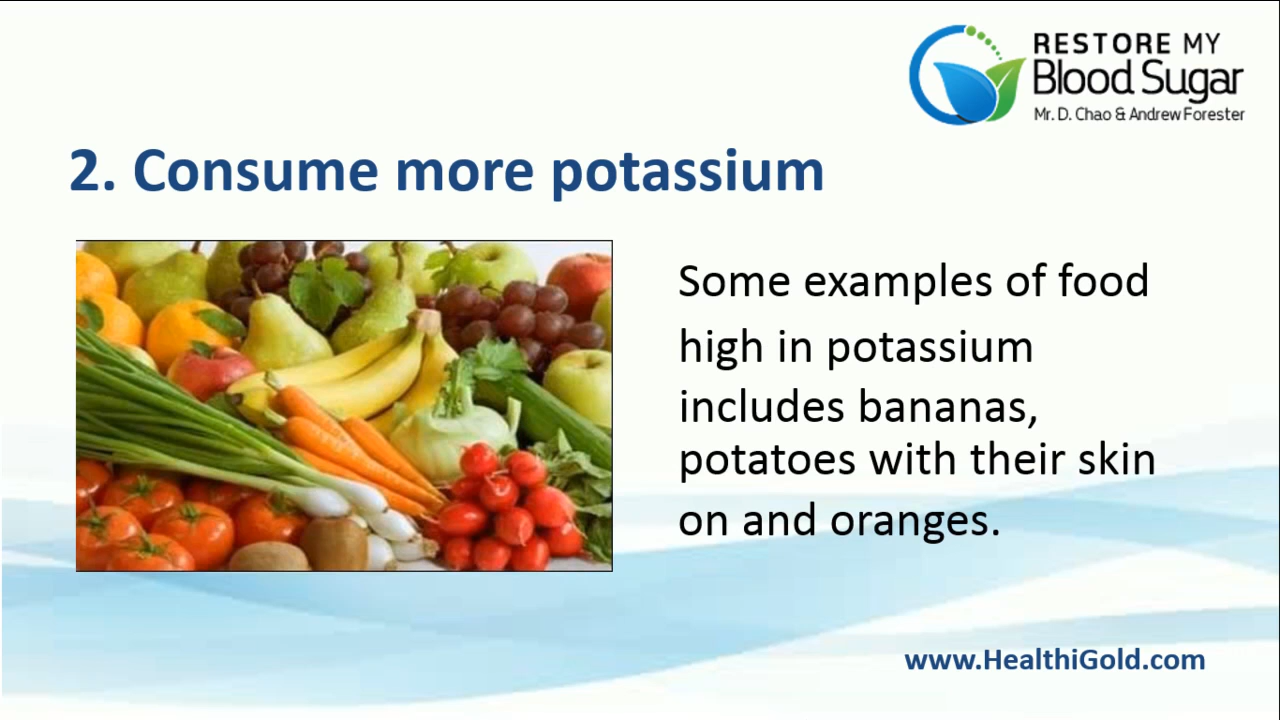 RESTORE MY
Blood Sugar
Mr. D. Chao & Andrew Forester
2. Consume more potassium
Some examples of food
high in potassium
includes bananas,
potatoes with their skin
on and oranges.
www.HealthiGold.com